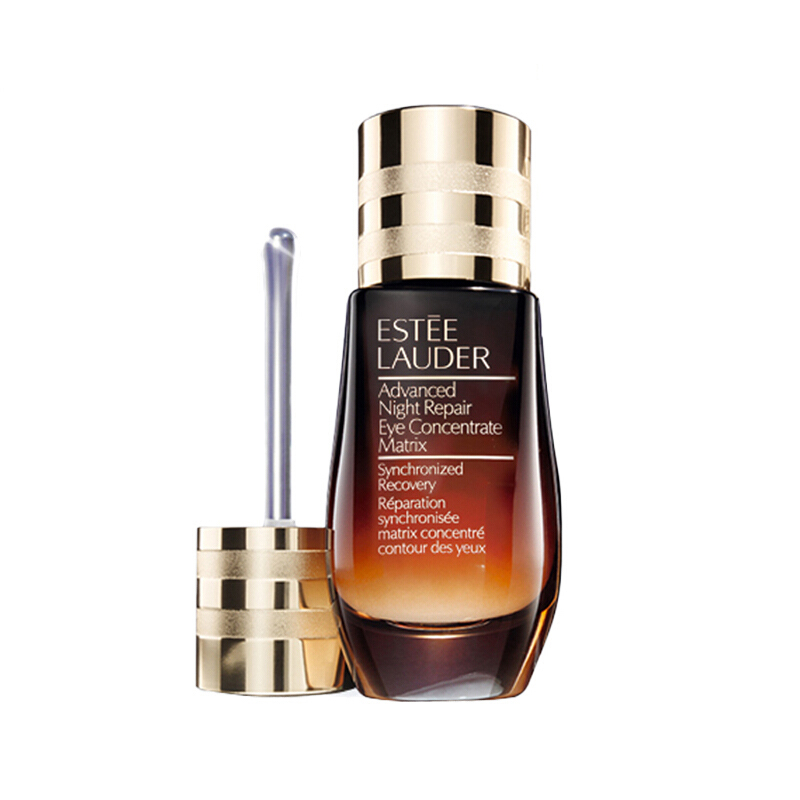 ESTĒE
LAUDER
Advanced
Night Repair
Eye Concentrate
Matrix
Synchronized
Recovery
Réparation
synchronisée
matrix concentré
contour des yeux